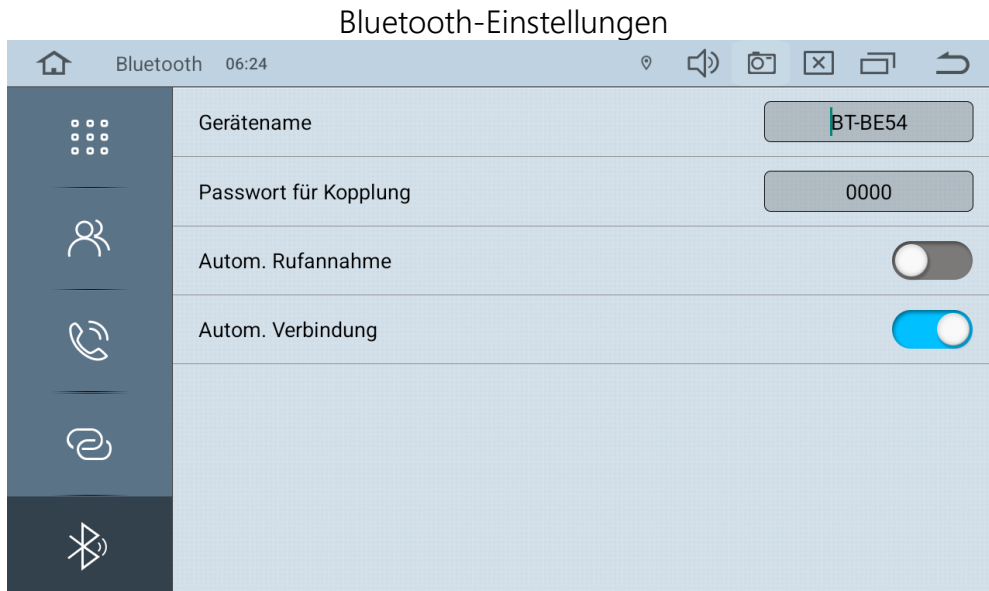 Bluetooth-Einstellungen
Bluetooth 06:24
Gerätename BT-BE54
Passwort für Kopplung 0000
Autom. Rufannahme
Autom. Verbindung